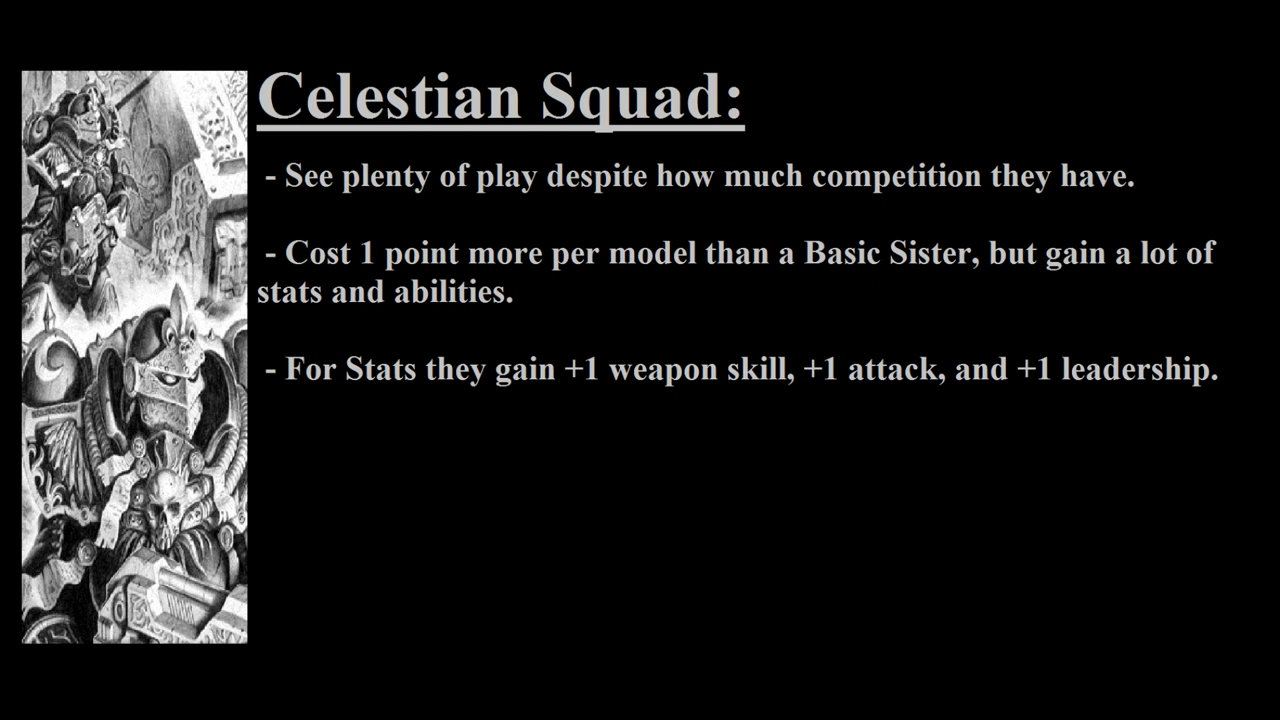 Celestian Squad:
- See plenty of play despite how much competition they have.
- Cost 1 point more per model than a Basic Sister, but gain a lot of
stats and abilities.
- For Stats they gain +1 weapon skill, +1 attack, and +1 leadership.